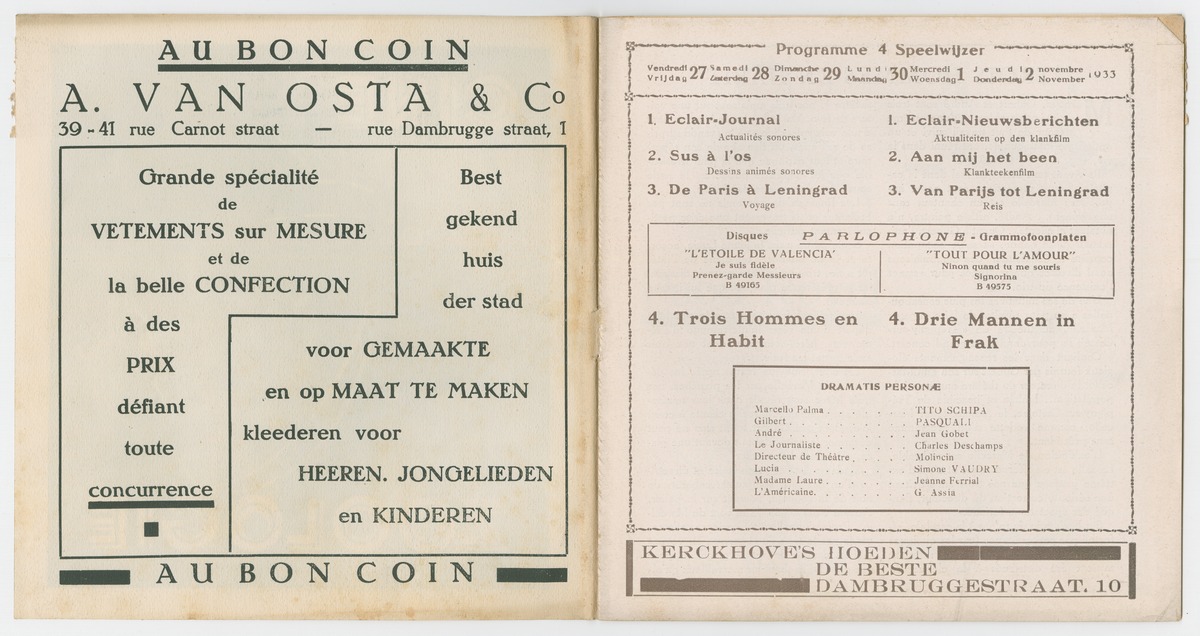 AU BON COIN
A. VAN OSTA & Co
39-41 rue Carnot straat — rue Dambrugge straat, 1
Grande spécialité
de
VETEMENTS sur MESURE
et de
la belle CONFECTION
à des
PRIX
défiant
toute
concurrence
Best
gekend
huis
der stad
voor GEMAAKTE
en op MAAT TE MAKEN
kleederen voor
HEEREN. JONGELIEDEN
en KINDEREN
AU BON COIN
Programme 4 Speelwijzer
Vendredi Vrijdag 27 Samedi Zaterdag 28 Dimanche Zondag 29 Lundi Maandag 30 Mercredi Woensdag 1 Jeudi Donderdag 2 novembre November 1933
1. Eclair-Journal
Actualités sonores
2. Sus à l'os
Dessins animés sonores
3. De Paris à Leningrad
Voyage
1. Eclair-Nieuwsberichten
Aktualiteiten op den klankfilm
2. Aan mij het been
Klankteekenfilm
3. Van Parijs tot Leningrad
Reis
Disques PARLOPHONE - Grammofoonplaten
"L'ETOILE DE VALENCIA'
Je suis fidèle
Prenez-garde Messieurs
B 49165
"TOUT POUR L'AMOUR"
Ninon quand tu me souris
Signorina
B 49575
4. Trois Hommes en
Habit
4. Drie Mannen in
Frak
DRAMATIS PERSONÆ
Marcello Palma . . . . . . . TITO SCHIPA
Gilbert . . . . . . . . . PASQUALI
André . . . . . . . . . Jean Gobet
Le Journaliste . . . . . . . Charles Deschamps
Directeur de Théâtre . . . . . Molincin
Lucia . . . . . . . . . Simone VAUDRY
Madame Laure . . . . . . . Jeanne Ferrial
L'Américaine. . . . . . . . G. Assia
KERCKHOVE'S HOEDEN
DE BESTE
DAMBRUGGESTRAAT. 10